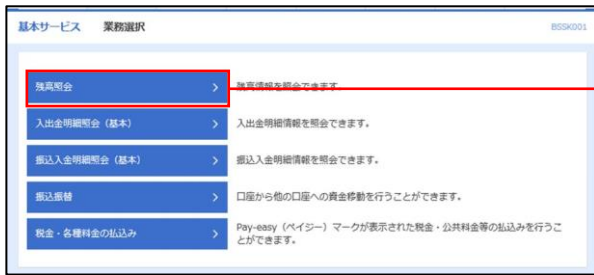 基本サービス 業務選択 BSSK001
残高照会 残高情報を照会できます。
入出金明細照会（基本） 入出金明細情報を照会できます。
振込入金明細照会（基本） 振込入金明細情報を照会できます。
振込振替 口座から他の口座への資金移動を行うことができます。
税金・各種料金の払込み Pay-easy（ペイジー）マークが表示された税金・公共料金等の払込みを行うこ
とができます。